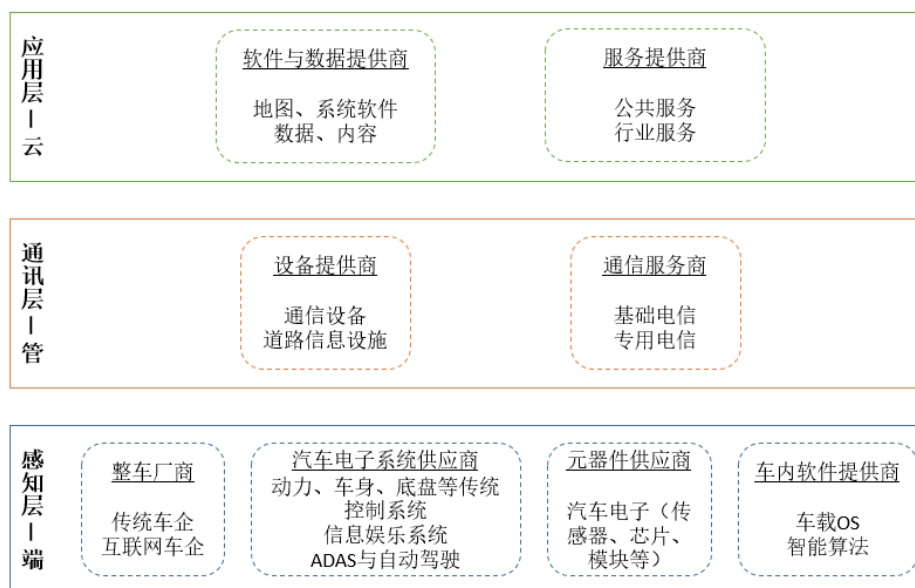 应用层—云
软件与数据提供商
地图、系统软件
数据、内容
服务提供商
公共服务
行业服务
通讯层—管
设备提供商
通信设备
道路信息设施
通信服务商
基础电信
专用电信
感知层—端
整车厂商
传统车企
互联网车企
汽车电子系统供应商
动力、车身、底盘等传统
控制系统
信息娱乐系统
ADAS与自动驾驶
元器件供应商
汽车电子（传
感器、芯片、
模块等）
车内软件提供商
车载OS
智能算法